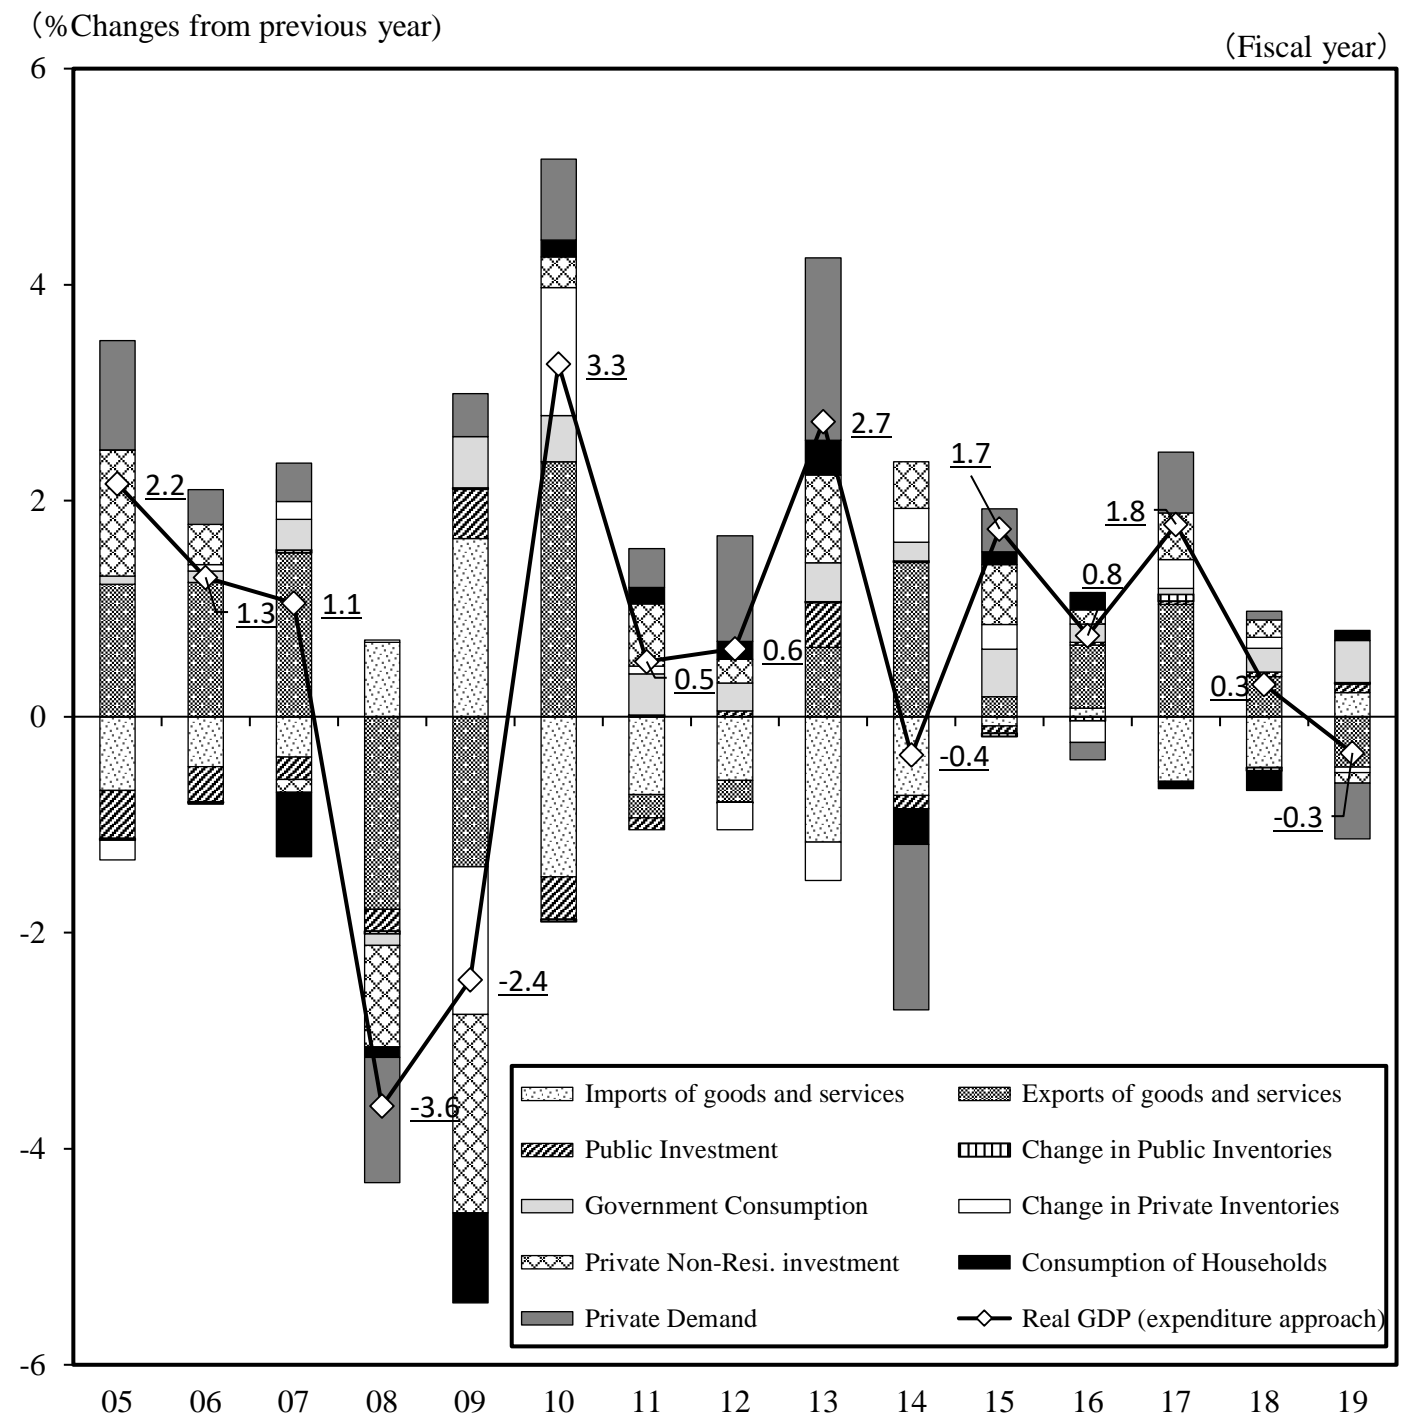 （%Changes from previous year)
（Fiscal year）
6
4
2
0
-2
-4
-6
2.2
1.3
1.1
-3.6
-2.4
3.3
0.5
0.6
2.7
-0.4
1.7
0.8
1.8
0.3
-0.3
Imports of goods and services
Exports of goods and services
Public Investment
Change in Public Inventories
Government Consumption
Change in Private Inventories
Private Non-Resi. investment
Consumption of Households
Private Demand
Real GDP (expenditure approach)
05 06 07 08 09 10 11 12 13 14 15 16 17 18 19